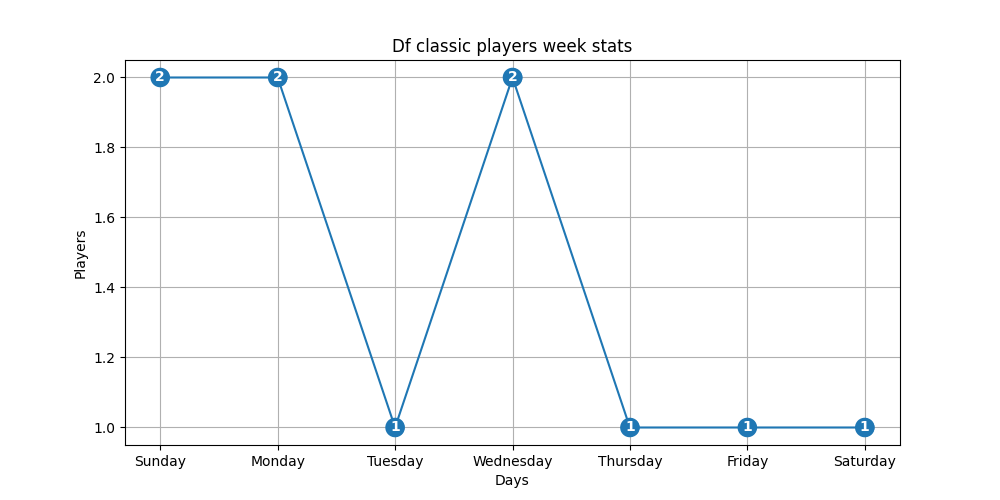 Df classic players week stats
2.0
1.8
1.6
1.4
1.2
1.0
Players
2 2 1 2 1 1 1
Sunday Monday Tuesday Wednesday Thursday Friday Saturday
Days